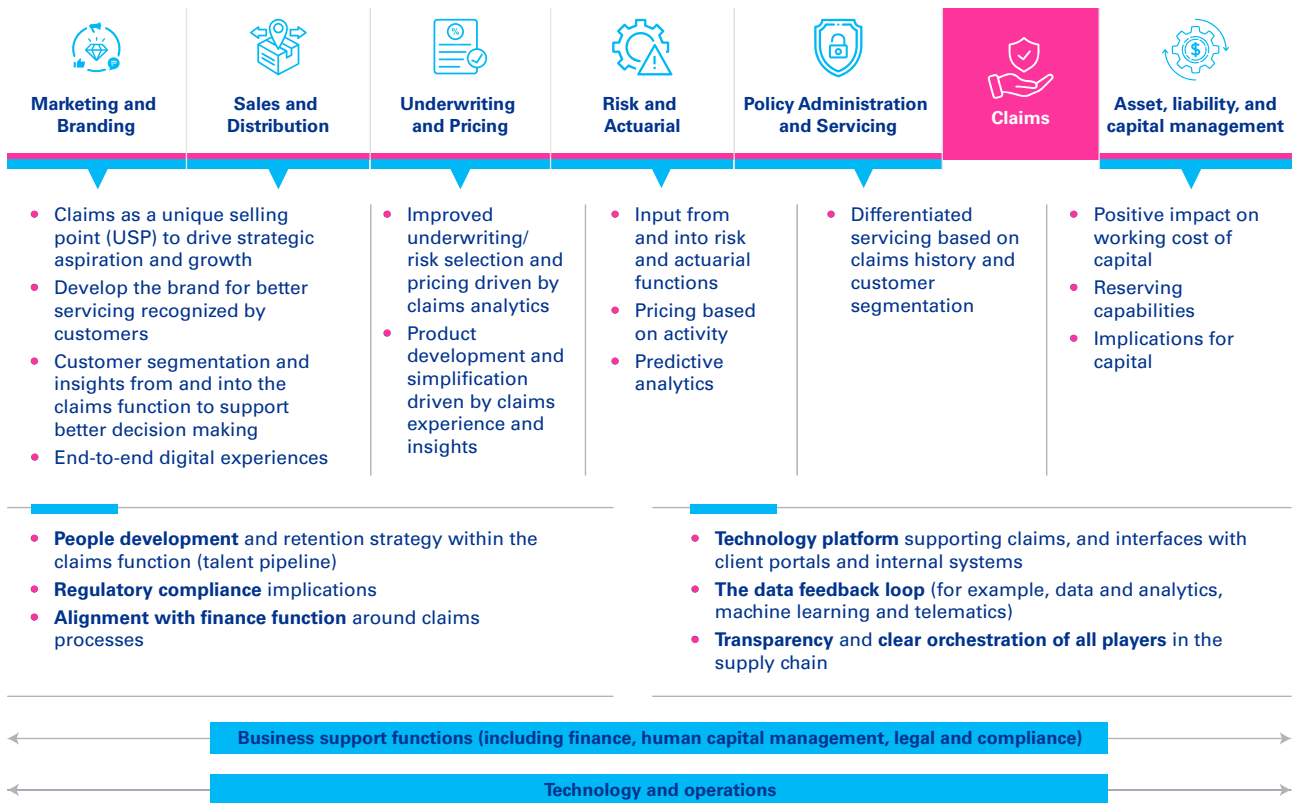 %
$
Marketing and
Branding
Sales and
Distribution
Underwriting
and Pricing
Risk and
Actuarial
Policy Administration
and Servicing
Claims
Asset, liability, and
capital management
• Claims as a unique selling
point (USP) to drive strategic
aspiration and growth
• Develop the brand for better
servicing recognized by
customers
• Customer segmentation and
insights from and into the
claims function to support
better decision making
• End-to-end digital experiences
• Improved
underwriting/
risk selection and
pricing driven by
claims analytics
• Product
development and
simplification
driven by claims
experience and
insights
• Input from
and into risk
and actuarial
functions
• Pricing based
on activity
• Predictive
analytics
• Differentiated
servicing based on
claims history and
customer
segmentation
• Positive impact on
working cost of
capital
• Reserving
capabilities
• Implications for
capital
• People development and retention strategy within the
claims function (talent pipeline)
• Regulatory compliance implications
• Alignment with finance function around claims
processes
• Technology platform supporting claims, and interfaces with
client portals and internal systems
• The data feedback loop (for example, data and analytics,
machine learning and telematics)
• Transparency and clear orchestration of all players in the
supply chain
Business support functions (including finance, human capital management, legal and compliance)
Technology and operations